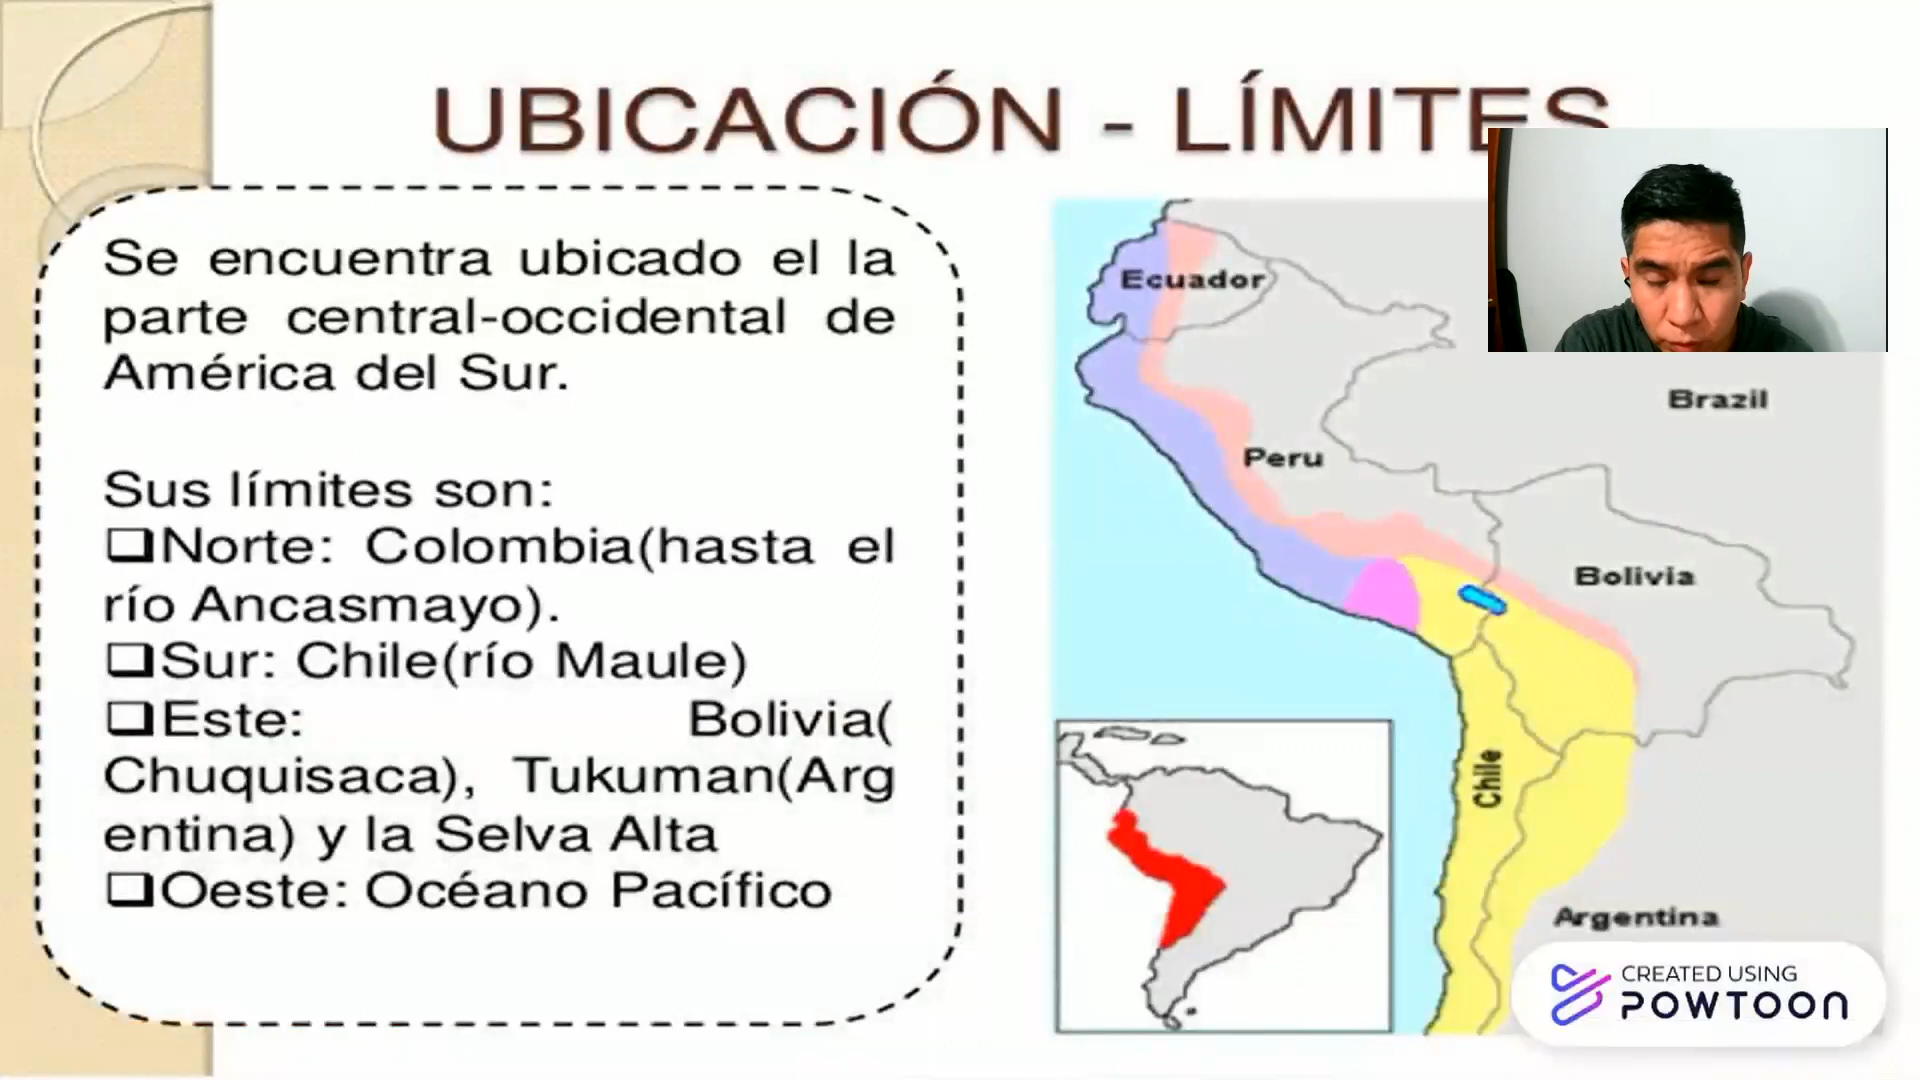 UBICACIÓN - LÍMITES
Se encuentra ubicado el la
parte central-occidental de
América del Sur.
Sus límites son:
❑Norte: Colombia(hasta el
río Ancasmayo).
❑Sur: Chile(río Maule)
❑Este: Bolivia(
Chuquisaca), Tukuman(Arg
entina) y la Selva Alta
❑Oeste: Océano Pacífico
Ecuador
Brazil
Peru
Bolivia
Chile
Argentina
CREATED USING
POWTOON